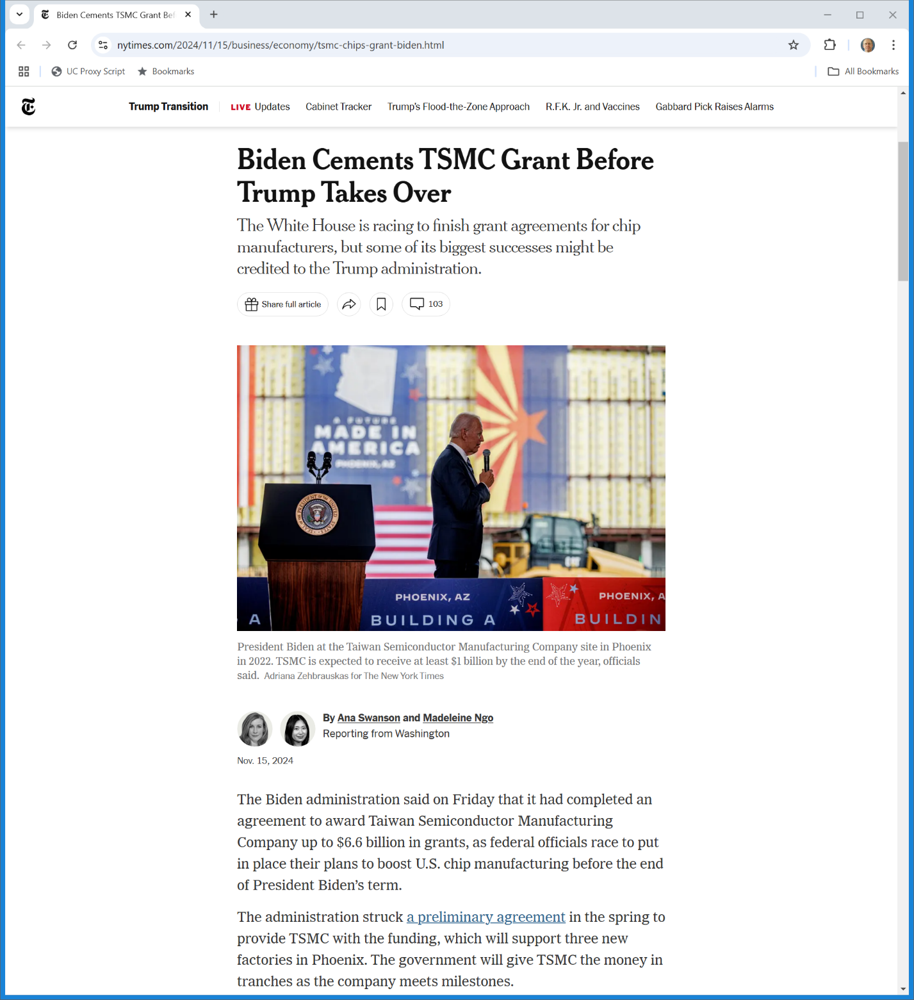 Biden Cements TSMC Grant Bef
nytimes.com/2024/11/15/business/economy/tsmc-chips-grant-biden.html
UC Proxy Script Bookmarks All Bookmarks
Trump Transition LIVE Updates Cabinet Tracker Trump's Flood-the-Zone Approach R.F.K. Jr. and Vaccines Gabbard Pick Raises Alarms
Biden Cements TSMC Grant Before
Trump Takes Over
The White House is racing to finish grant agreements for chip
manufacturers, but some of its biggest successes might be
credited to the Trump administration.
Share full article 103
A FUTURE
MADE IN
AMERICA
PHOENIX, AZ
SEAL OF THE PRESIDENT OF THE UNITED STATES
PHOENIX, AZ PHOENIX, A
A BUILDING A BUILDIN
President Biden at the Taiwan Semiconductor Manufacturing Company site in Phoenix
in 2022. TSMC is expected to receive at least $1 billion by the end of the year, officials
said. Adriana Zehbrauskas for The New York Times
By Ana Swanson and Madeleine Ngo
Reporting from Washington
Nov. 15, 2024
The Biden administration said on Friday that it had completed an
agreement to award Taiwan Semiconductor Manufacturing
Company up to $6.6 billion in grants, as federal officials race to put
in place their plans to boost U.S. chip manufacturing before the end
of President Biden's term.
The administration struck a preliminary agreement in the spring to
provide TSMC with the funding, which will support three new
factories in Phoenix. The government will give TSMC the money in
tranches as the company meets milestones.